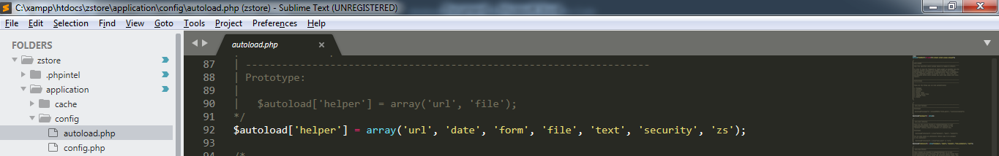 C:\xampp\htdocs\zstore\application\config\autoload.php (zstore) - Sublime Text (UNREGISTERED)
File Edit Selection Find View Goto Tools Project Preferences Help
FOLDERS
zstore
.phpintel
application
cache
config
autoload.php
config.php
autoload.php
87 | -------------------------------------------------------------------
88 | Prototype:
89 |
90 | $autoload['helper'] = array('url', 'file');
91 */
92 $autoload['helper'] = array('url', 'date', 'form', 'file', 'text', 'security', 'zs');
93
94 /*